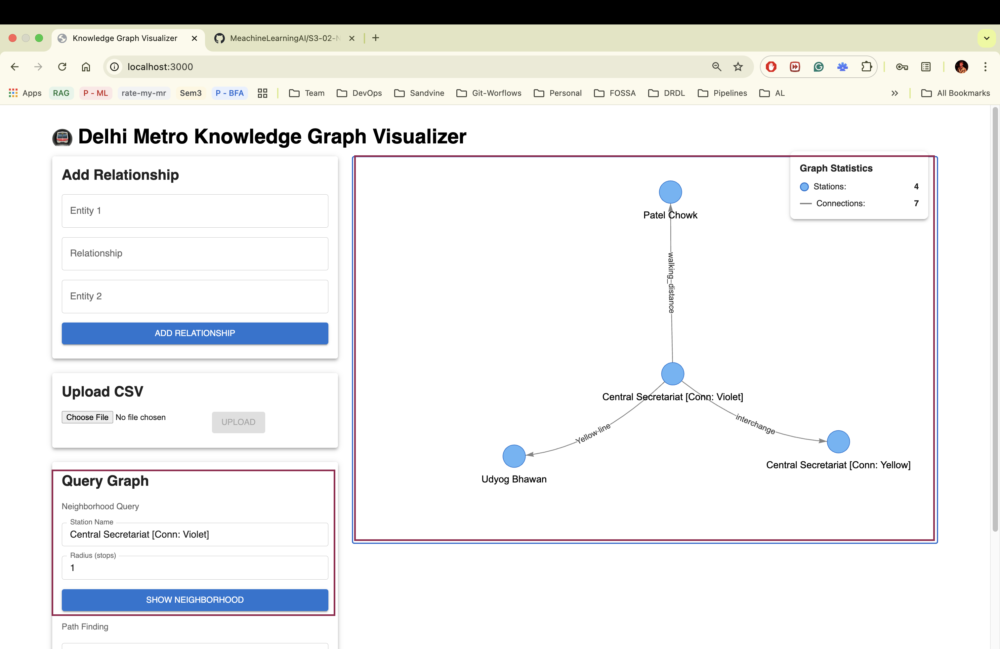 Knowledge Graph Visualizer
MeachineLearningAI/S3-02-N
localhost:3000
Apps RAG P - ML rate-my-mr Sem3 P - BFA Team DevOps Sandvine Git-Worflows Personal FOSSA DRDL Pipelines AL All Bookmarks
Delhi Metro Knowledge Graph Visualizer
Add Relationship
Entity 1
Relationship
Entity 2
ADD RELATIONSHIP
Upload CSV
Choose File No file chosen
UPLOAD
Query Graph
Neighborhood Query
Station Name
Central Secretariat [Conn: Violet]
Radius (stops)
1
SHOW NEIGHBORHOOD
Path Finding
Graph Statistics
Stations: 4
Connections: 7
Patel Chowk
walking_distance
Central Secretariat [Conn: Violet]
interchange
Yellow-line
Central Secretariat [Conn: Yellow]
Udyog Bhawan